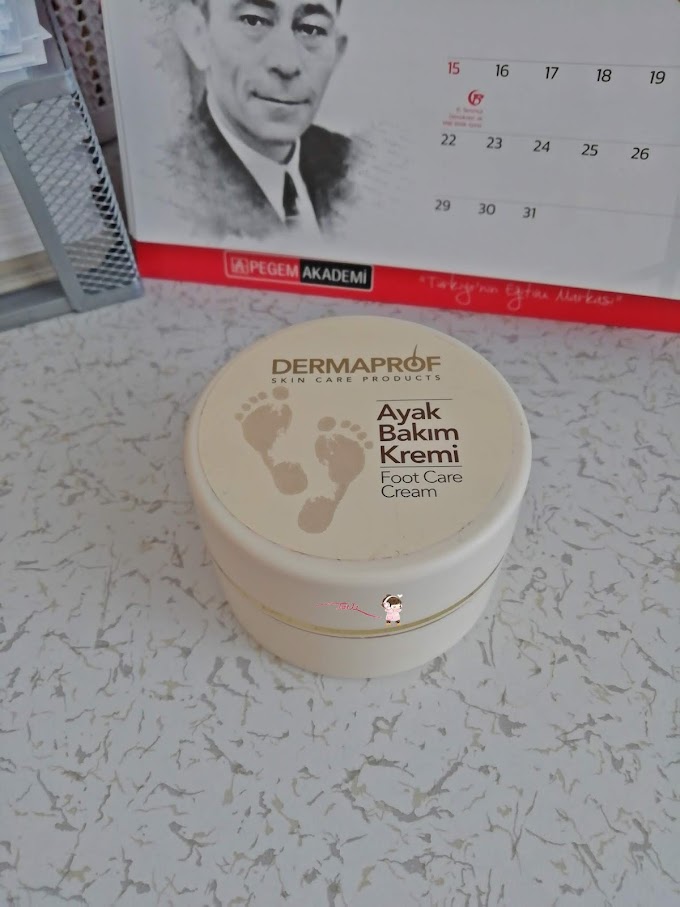 15 16 17 18 19
22 23 24 25 26
29 30 31
PEGEM AKADEMİ
"Türkiye'nin Eğitim Markası"
DERMAPROF
SKIN CARE PRODUCTS
Ayak
Bakım
Kremi
Foot Care
Cream